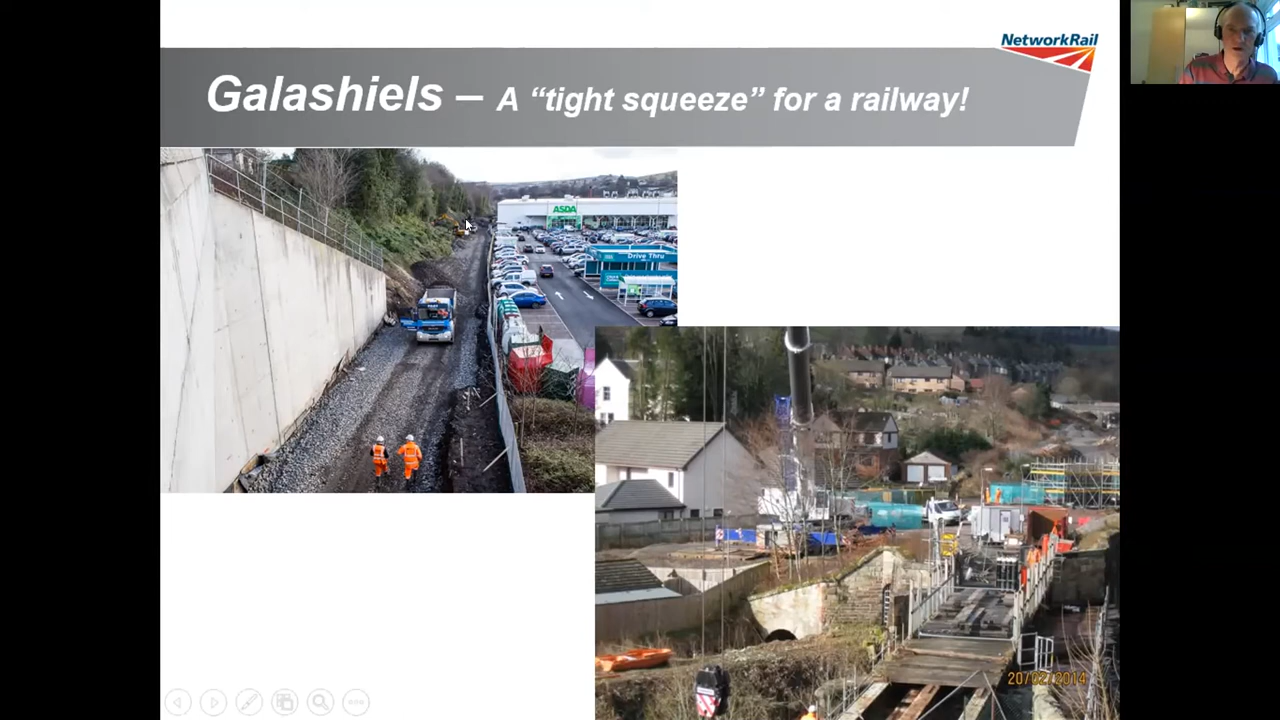 NetworkRail
Galashiels – A “tight squeeze” for a railway!
ASDA
Drive Thru
20/02/2014